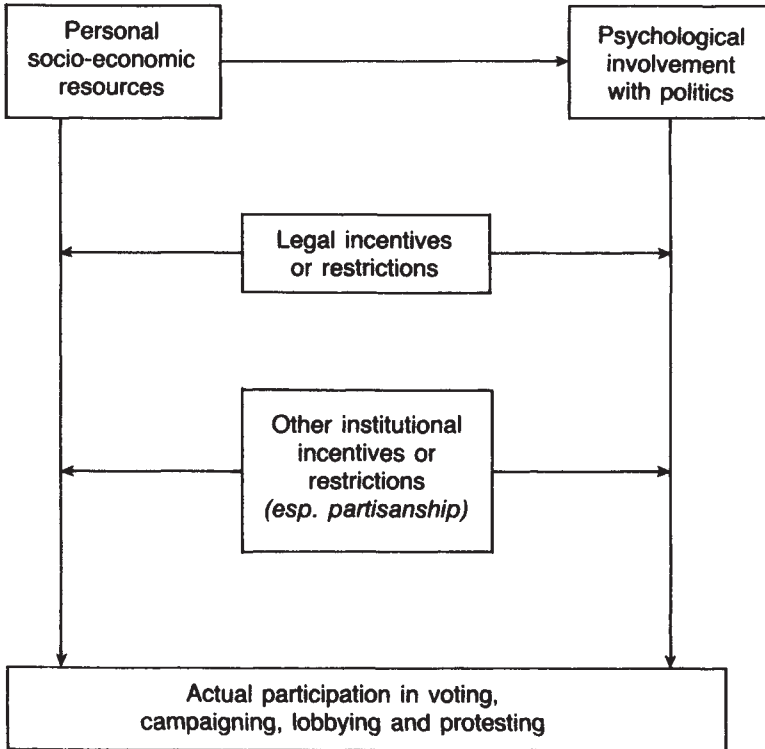 Personal
socio-economic
resources
Psychological
involvement
with politics
Legal incentives
or restrictions
Other institutional
incentives or
restrictions
(esp. partisanship)
Actual participation in voting,
campaigning, lobbying and protesting